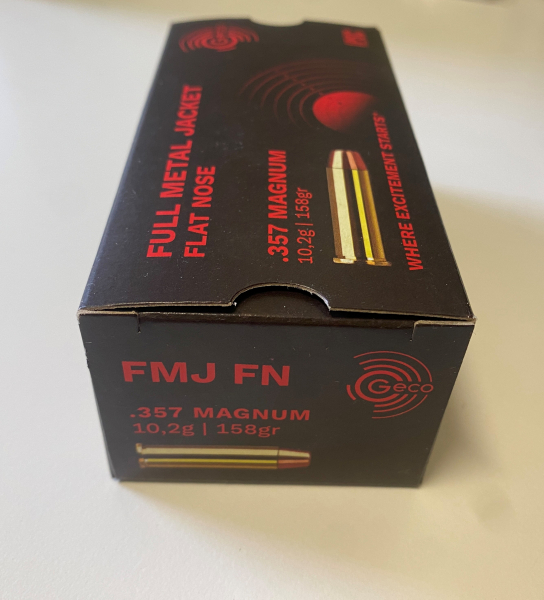 Geco
FULL METAL JACKET
FLAT NOSE
.357 MAGNUM
10,2g | 158gr
WHERE EXCITEMENT STARTS®
FMJ FN
Geco
.357 MAGNUM
10,2g | 158gr